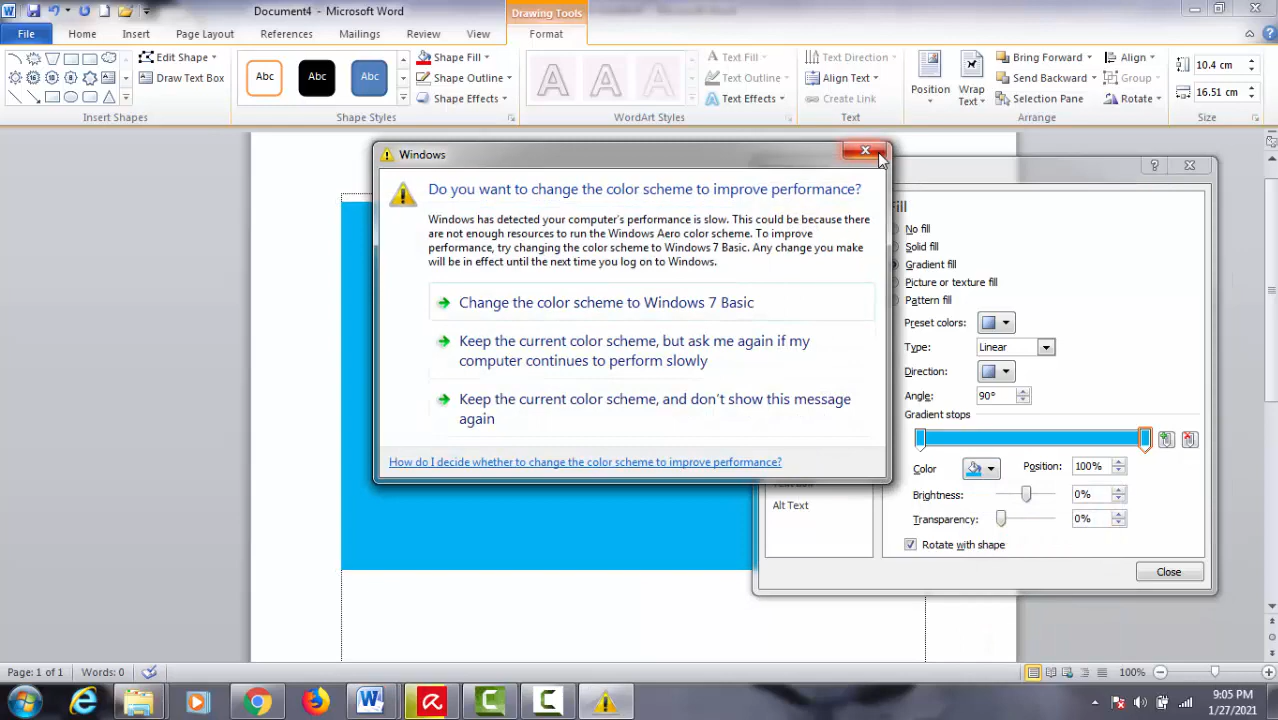 Document4 - Microsoft Word
Drawing Tools
File
Home
Insert
Page Layout
References
Mailings
Review
View
Format
Edit Shape
Draw Text Box
Insert Shapes
Abc
Abc
Abc
Shape Fill
Shape Outline
Shape Effects
Shape Styles
A
A
A
Text Fill
Text Outline
Text Effects
WordArt Styles
Text Direction
Align Text
Create Link
Text
Position
Wrap
Text
Bring Forward
Send Backward
Selection Pane
Align
Group
Rotate
Arrange
10.4 cm
16.51 cm
Size
Windows
Do you want to change the color scheme to improve performance?
Windows has detected your computer's performance is slow. This could be because there
are not enough resources to run the Windows Aero color scheme. To improve
performance, try changing the color scheme to Windows 7 Basic. Any change you make
will be in effect until the next time you log on to Windows.
Change the color scheme to Windows 7 Basic
Keep the current color scheme, but ask me again if my
computer continues to perform slowly
Keep the current color scheme, and don't show this message
again
How do I decide whether to change the color scheme to improve performance?
Fill
No fill
Solid fill
Gradient fill
Picture or texture fill
Pattern fill
Preset colors:
Type:
Linear
Direction:
Angle:
90°
Gradient stops
Color
Position:
100%
Brightness:
0%
Transparency:
0%
Rotate with shape
Alt Text
Close
Page: 1 of 1
Words: 0
100%
9:05 PM
1/27/2021